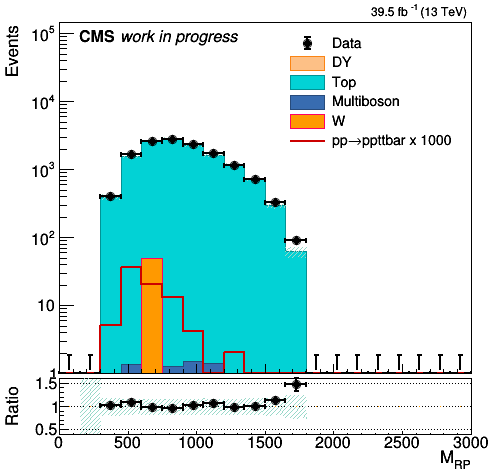 39.5 fb⁻¹ (13 TeV)
CMS work in progress
Events
10⁵
10⁴
10³
10²
10
1
Data
DY
Top
Multiboson
W
pp→ppttbar x 1000
Ratio
1.5
1
0.5
0 500 1000 1500 2000 2500 3000
M_RP